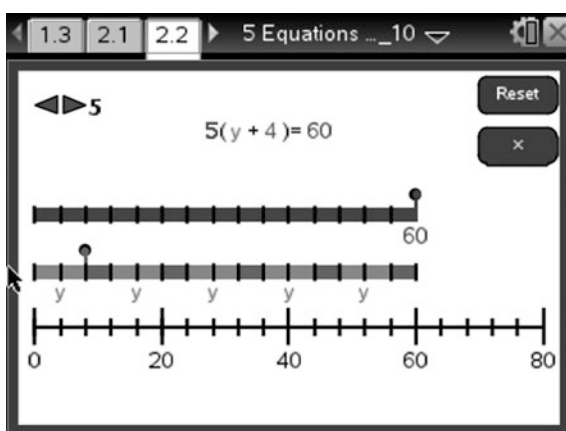 1.3 2.1 2.2 5 Equations ..._10
5
Reset
5(y + 4)= 60
×
60
y y y y y
0 20 40 60 80